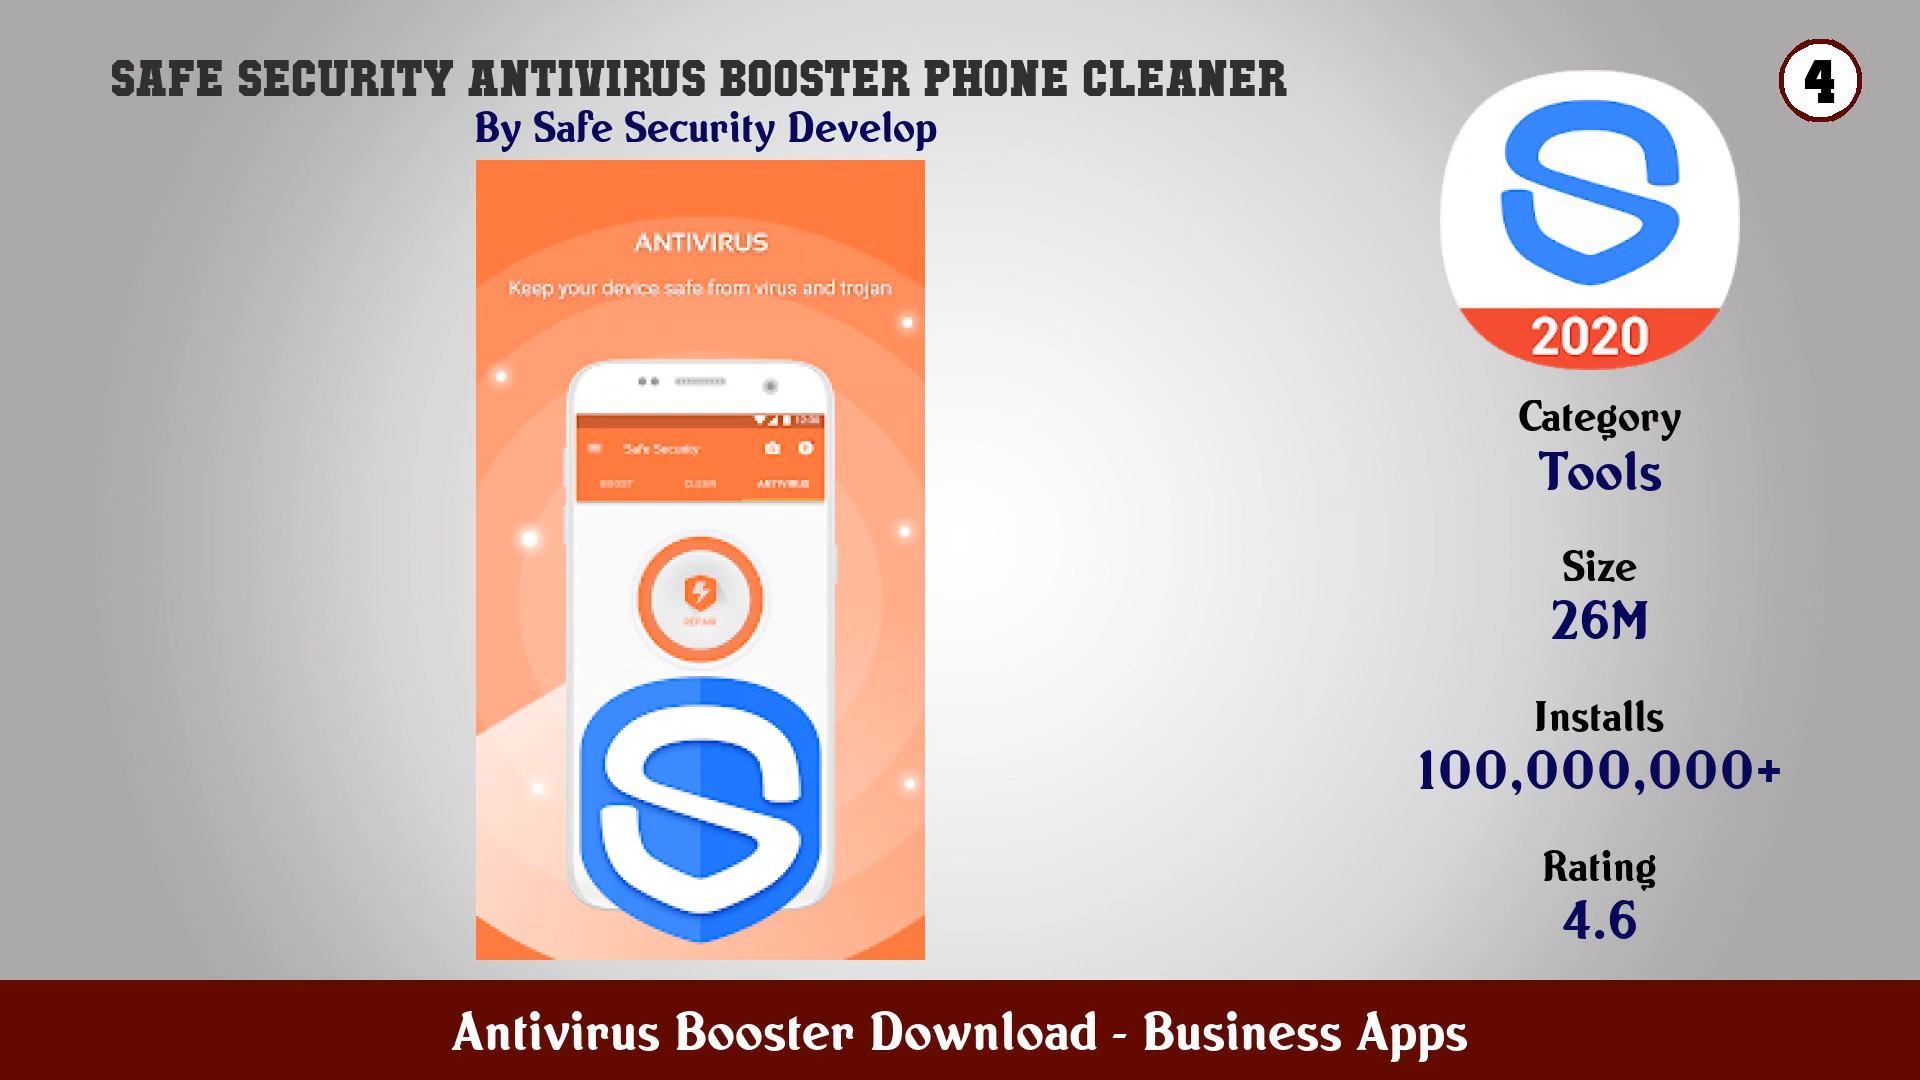 SAFE SECURITY ANTIVIRUS BOOSTER PHONE CLEANER
4
By Safe Security Develop
ANTIVIRUS
Keep your device safe from virus and trojan
Safe Security
BOOST CLEAN ANTIVIRUS
REPAIR
2020
Category
Tools
Size
26M
Installs
100,000,000+
Rating
4.6
Antivirus Booster Download - Business Apps